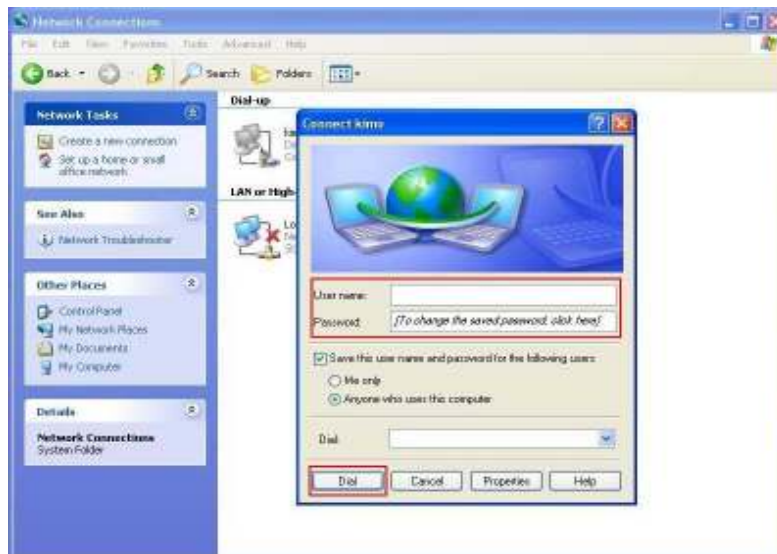 Network Connections
File Edit View Favorites Tools Advanced Help
Back Search Folders
Network Tasks
Create a new connection
Set up a home or small
office network
See Also
Network Troubleshooter
Other Places
Control Panel
My Network Places
My Documents
My Computer
Details
Network Connections
System Folder
Dial-up
LAN or High-
Lo
Connect kimo
User name:
Password: [To change the saved password, click here]
Save this user name and password for the following users:
Me only
Anyone who uses this computer
Dial:
Dial Cancel Properties Help